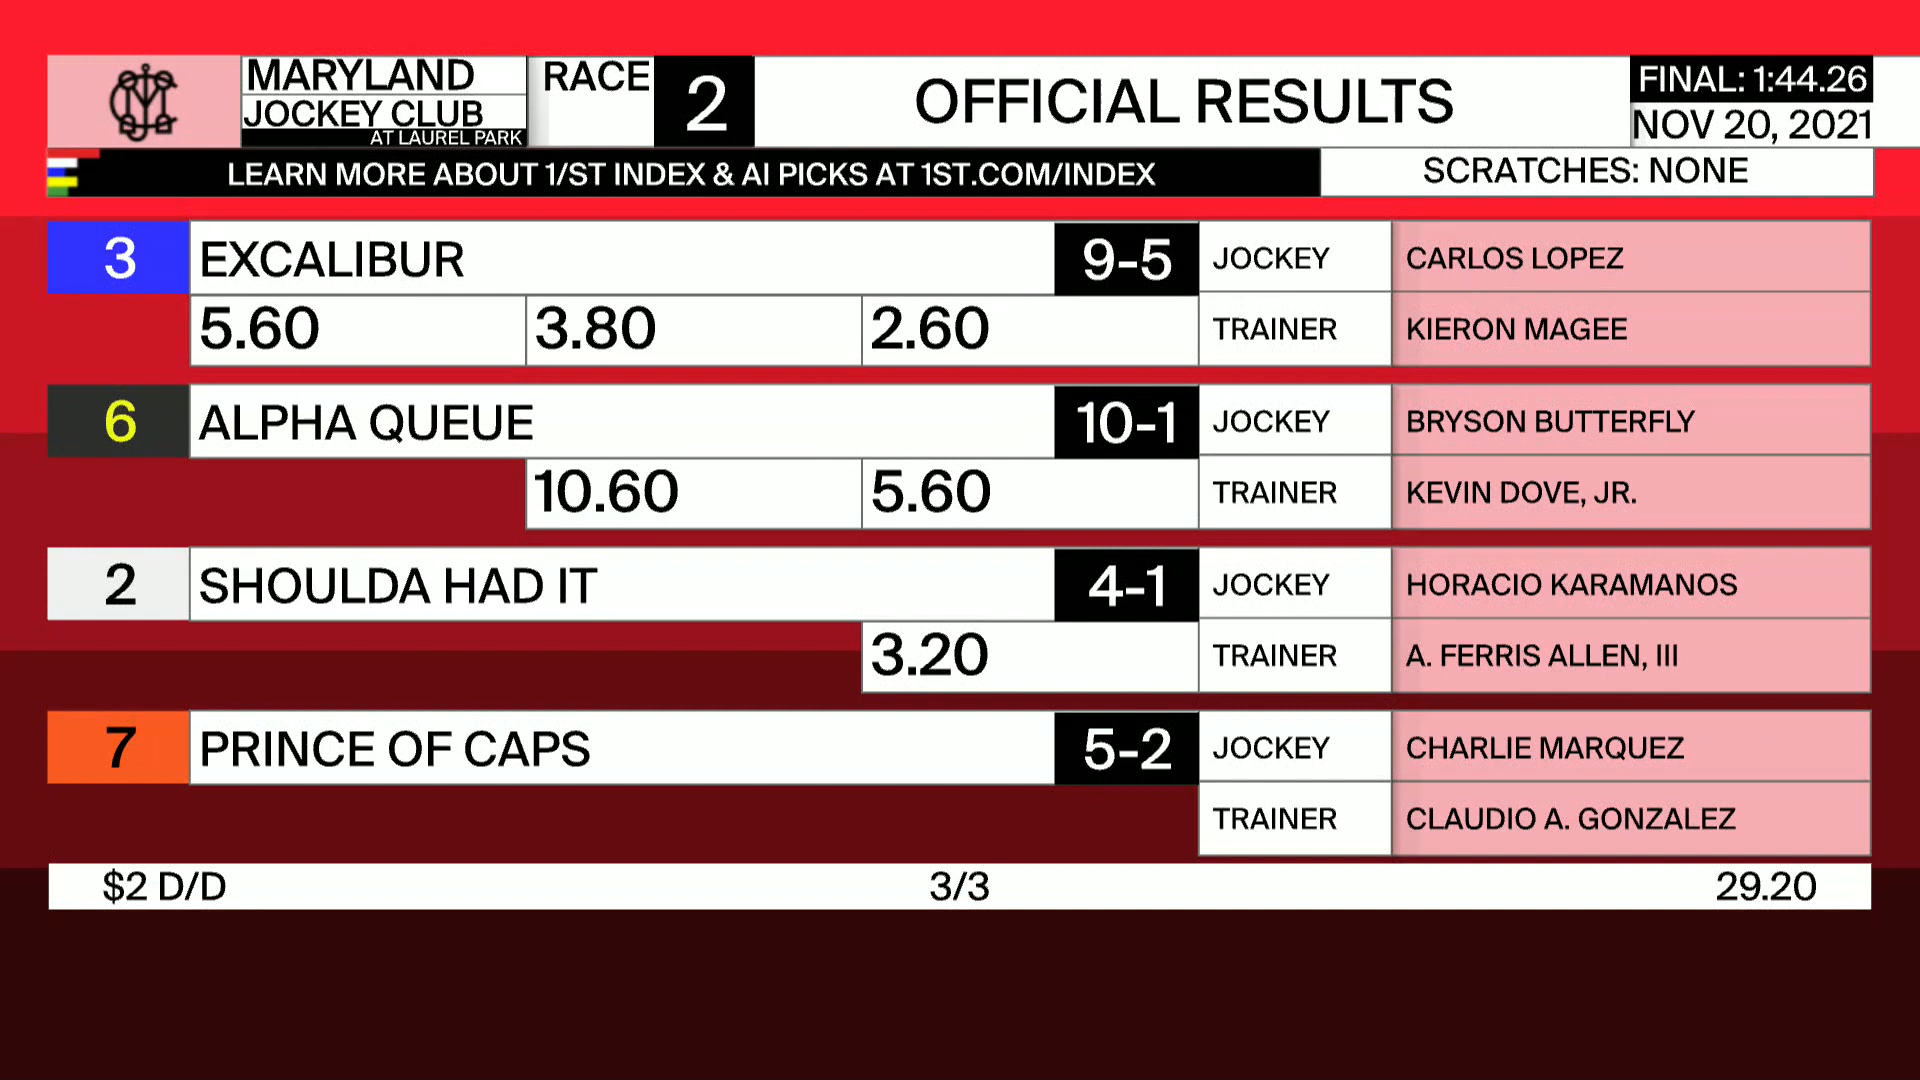 MARYLAND
JOCKEY CLUB
AT LAUREL PARK
RACE 2
OFFICIAL RESULTS
FINAL: 1:44.26
NOV 20, 2021
LEARN MORE ABOUT 1/ST INDEX & AI PICKS AT 1ST.COM/INDEX
SCRATCHES: NONE
3 EXCALIBUR 9-5 JOCKEY CARLOS LOPEZ
5.60 3.80 2.60 TRAINER KIERON MAGEE
6 ALPHA QUEUE 10-1 JOCKEY BRYSON BUTTERFLY
10.60 5.60 TRAINER KEVIN DOVE, JR.
2 SHOULDA HAD IT 4-1 JOCKEY HORACIO KARAMANOS
3.20 TRAINER A. FERRIS ALLEN, III
7 PRINCE OF CAPS 5-2 JOCKEY CHARLIE MARQUEZ
TRAINER CLAUDIO A. GONZALEZ
$2 D/D 3/3 29.20